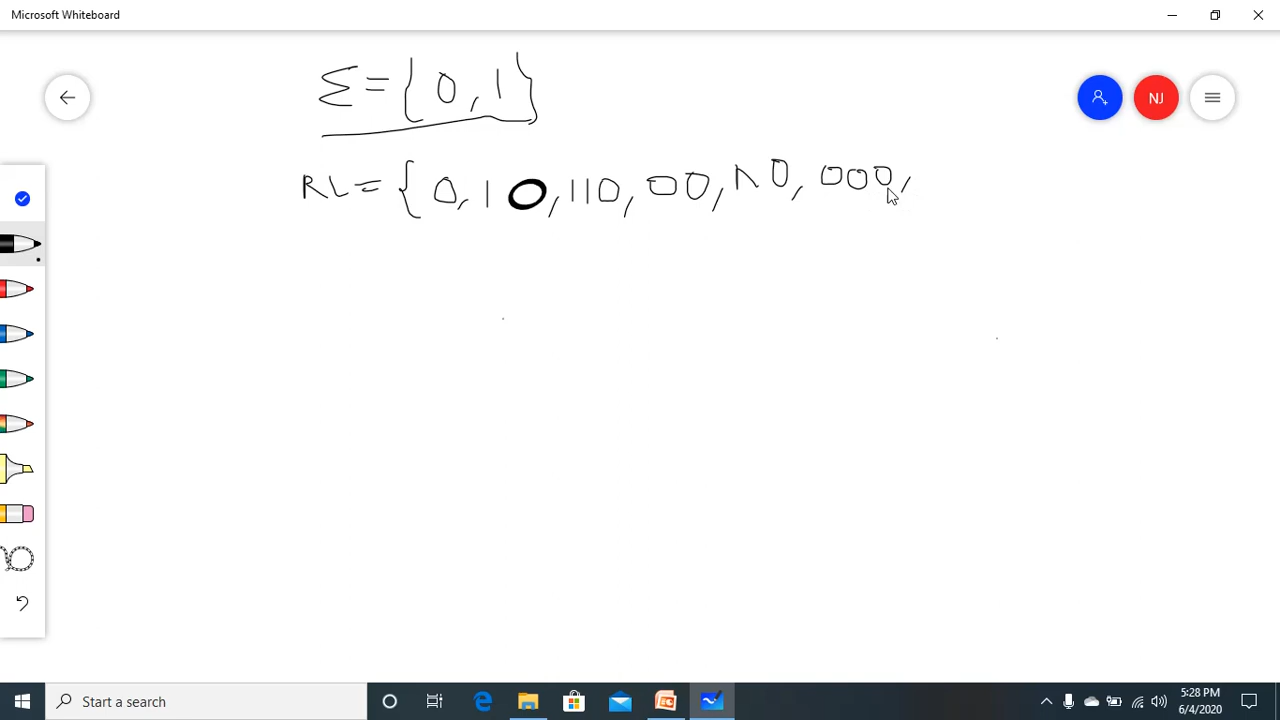 Microsoft Whiteboard
Σ = { 0, 1 }
NJ
RL = { 0, 10, 110, 00, 110, 000,
Start a search
5:28 PM
6/4/2020